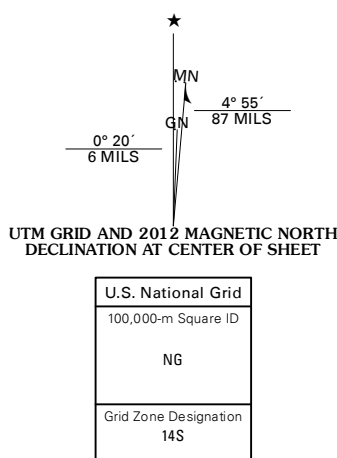 ★
MN
GN
4° 55´
87 MILS
0° 20´
6 MILS
UTM GRID AND 2012 MAGNETIC NORTH
DECLINATION AT CENTER OF SHEET
U.S. National Grid
100,000-m Square ID
NG
Grid Zone Designation
14S